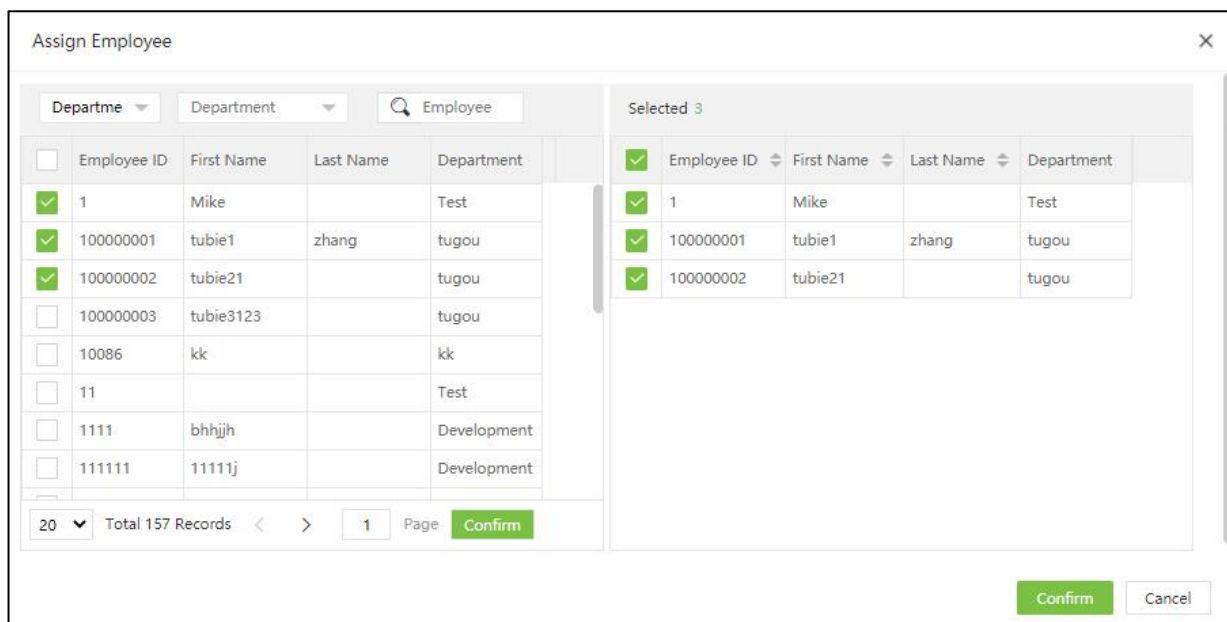 Assign Employee
Departme Department Employee
Employee ID First Name Last Name Department
1 Mike Test
100000001 tubie1 zhang tugou
100000002 tubie21 tugou
100000003 tubie3123 tugou
10086 kk kk
11 Test
1111 bhhjjh Development
111111 11111j Development
20 Total 157 Records 1 Page Confirm
Selected 3
Employee ID First Name Last Name Department
1 Mike Test
100000001 tubie1 zhang tugou
100000002 tubie21 tugou
Confirm Cancel